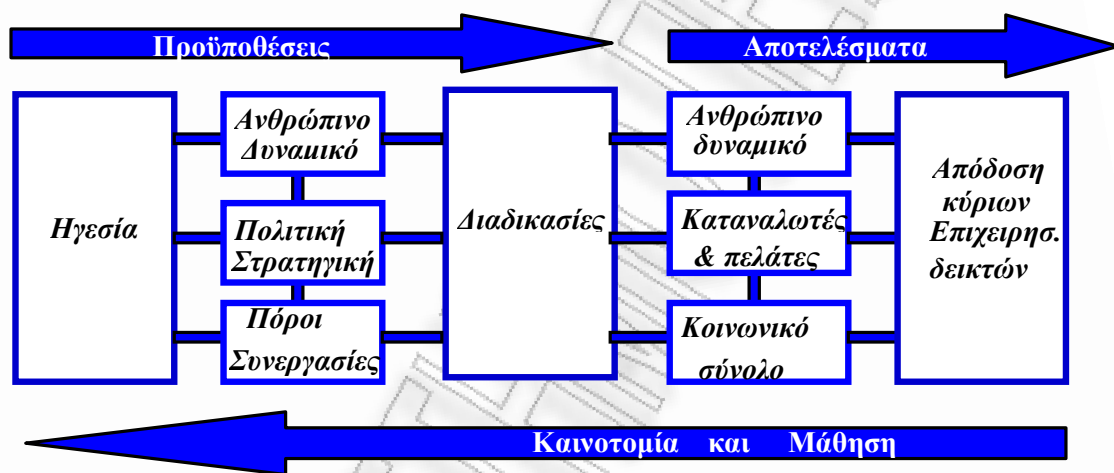 Προϋποθέσεις
Αποτελέσματα
Ηγεσία
Ανθρώπινο
Δυναμικό
Πολιτική
Στρατηγική
Πόροι
Συνεργασίες
Διαδικασίες
Ανθρώπινο
δυναμικό
Καταναλωτές
& πελάτες
Κοινωνικό
σύνολο
Απόδοση
κύριων
Επιχειρησ.
δεικτών
Καινοτομία και Μάθηση